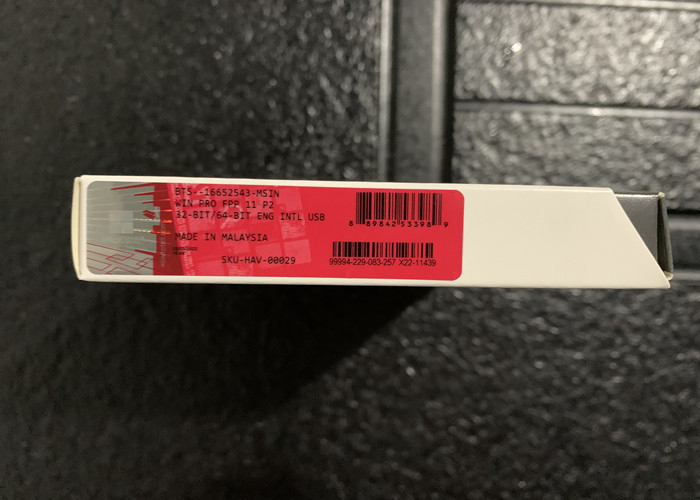 BTS--16652543-MSIN
WIN PRO FPP 11 P2
32-BIT/64-BIT ENG INTL USB
MADE IN MALAYSIA
SKU-HAV-00029
8 89842 53398 9
99994-229-083-257 X22-11439